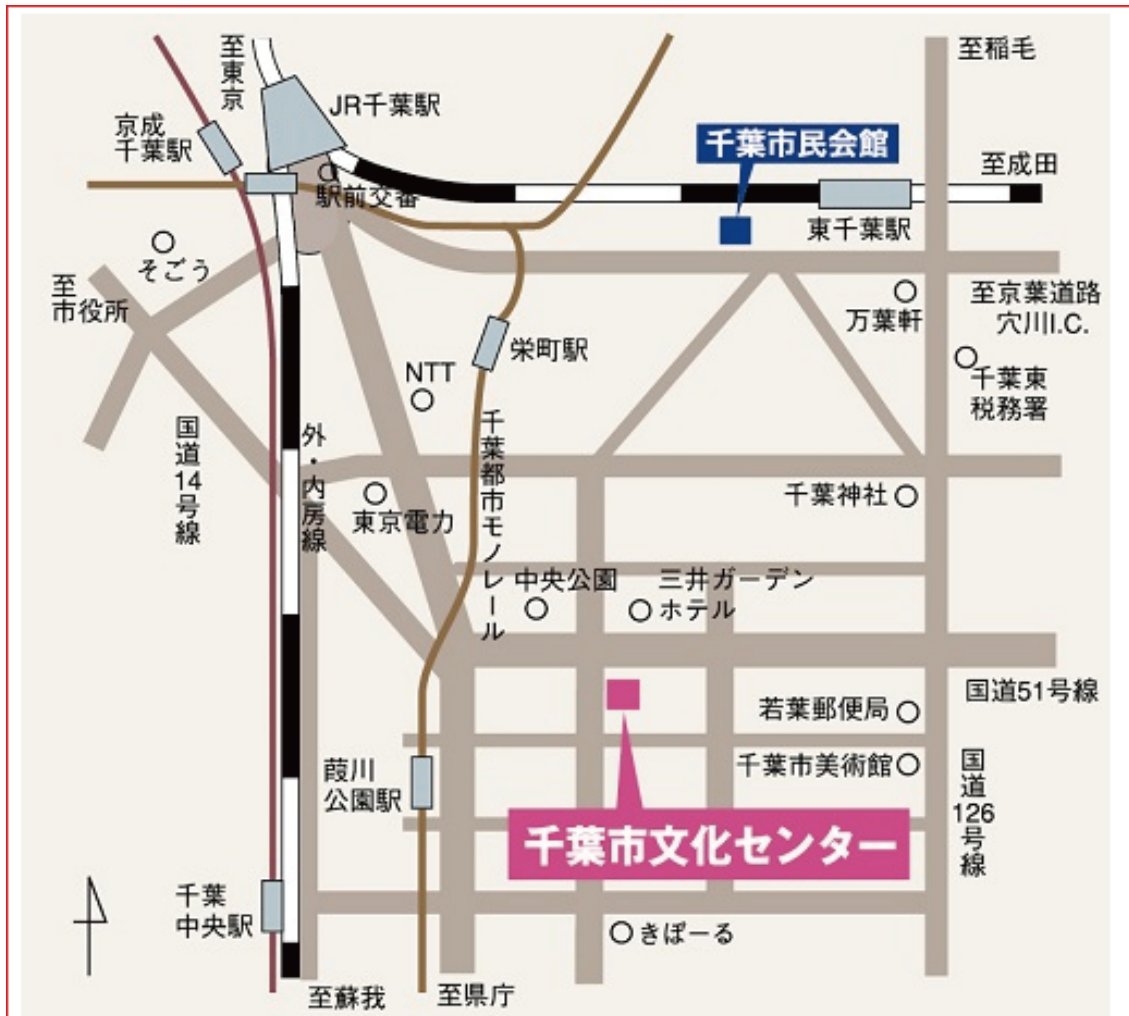 至東京
JR千葉駅
至稲毛
京成
千葉駅
千葉市民会館
至成田
駅前交番
東千葉駅
そごう
至
市役所
万葉軒
至京葉道路
穴川I.C.
栄町駅
NTT
千葉東
税務署
国道14号線
外・内房線
千葉都市モノレール
千葉神社
東京電力
中央公園
三井ガーデン
ホテル
国道51号線
若葉郵便局
千葉市美術館
国道126号線
葭川
公園駅
千葉市文化センター
千葉
中央駅
きぼーる
至蘇我
至県庁